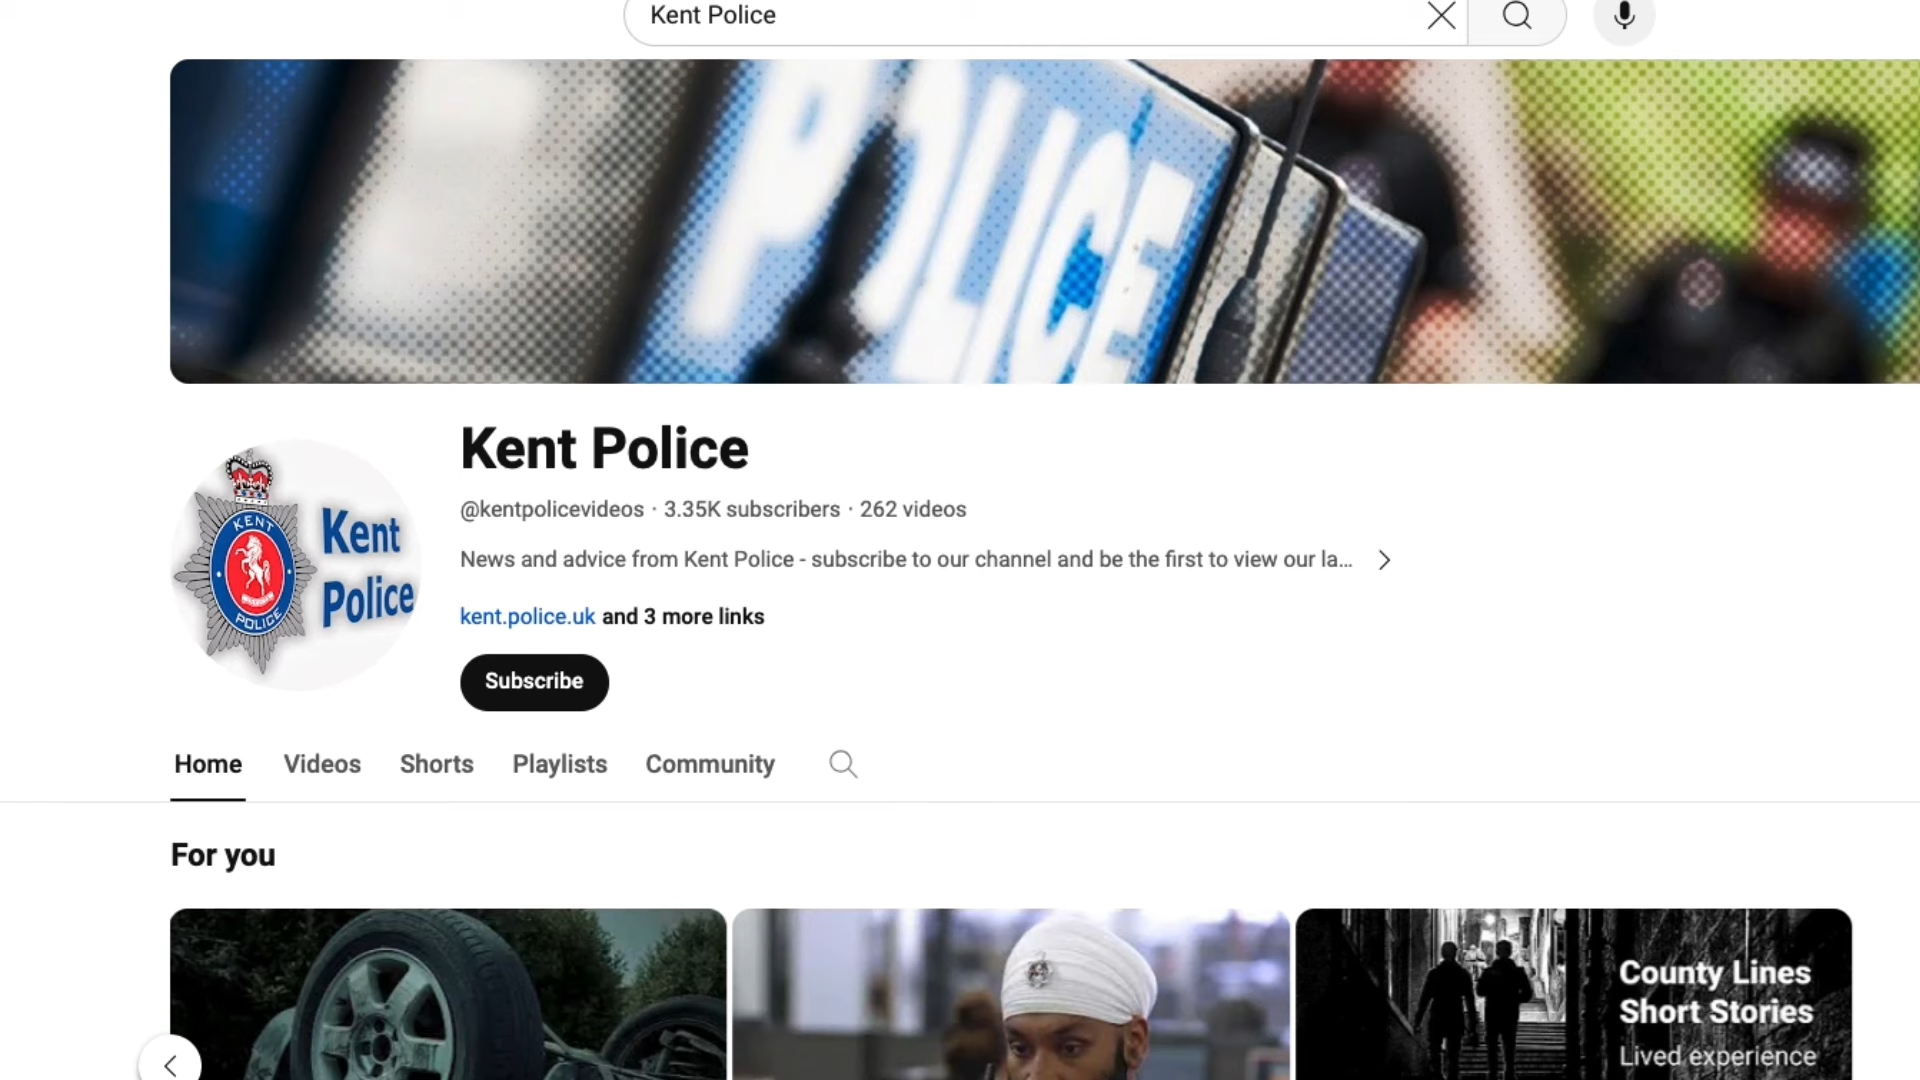 Kent Police
POLICE
Kent Police
KENT
POLICE
Kent
Police
@kentpolicevideos · 3.35K subscribers · 262 videos
News and advice from Kent Police - subscribe to our channel and be the first to view our la...
kent.police.uk and 3 more links
Subscribe
Home Videos Shorts Playlists Community
For you
County Lines
Short Stories
Lived experience